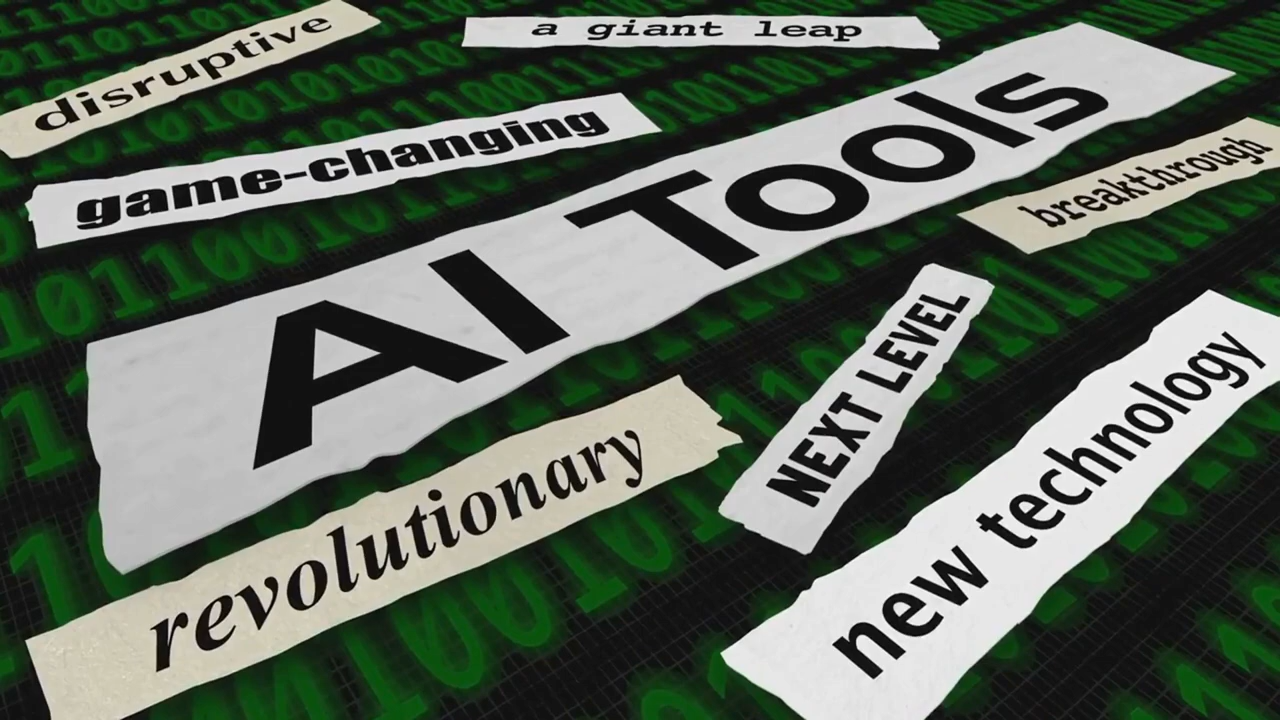 disruptive
a giant leap
game-changing
AI Tools
breakthrough
NEXT LEVEL
revolutionary
new technology